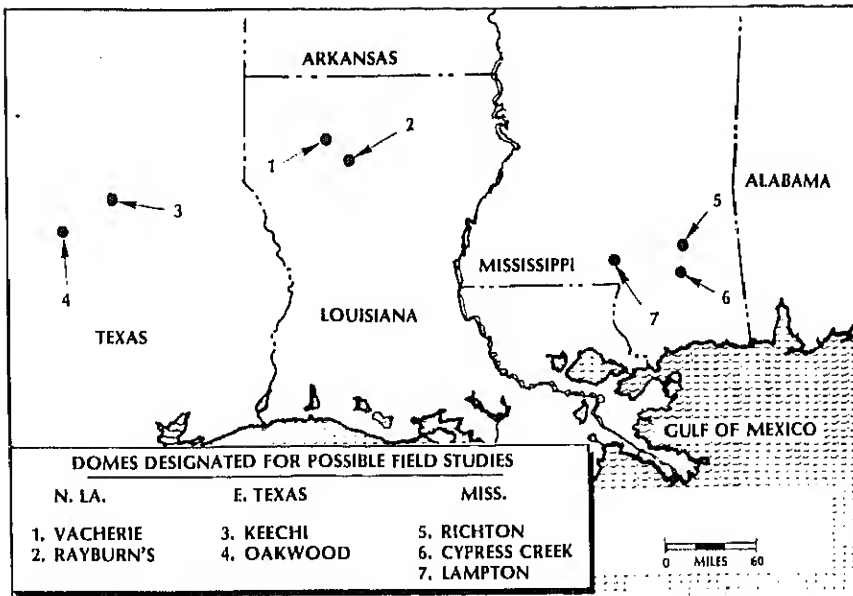 ARKANSAS
1
2
3
4
ALABAMA
5
MISSISSIPPI
6
7
TEXAS
LOUISIANA
GULF OF MEXICO
DOMES DESIGNATED FOR POSSIBLE FIELD STUDIES
N. LA.
1. VACHERIE
2. RAYBURN'S
E. TEXAS
3. KEECHI
4. OAKWOOD
MISS.
5. RICHTON
6. CYPRESS CREEK
7. LAMPTON
0 MILES 60